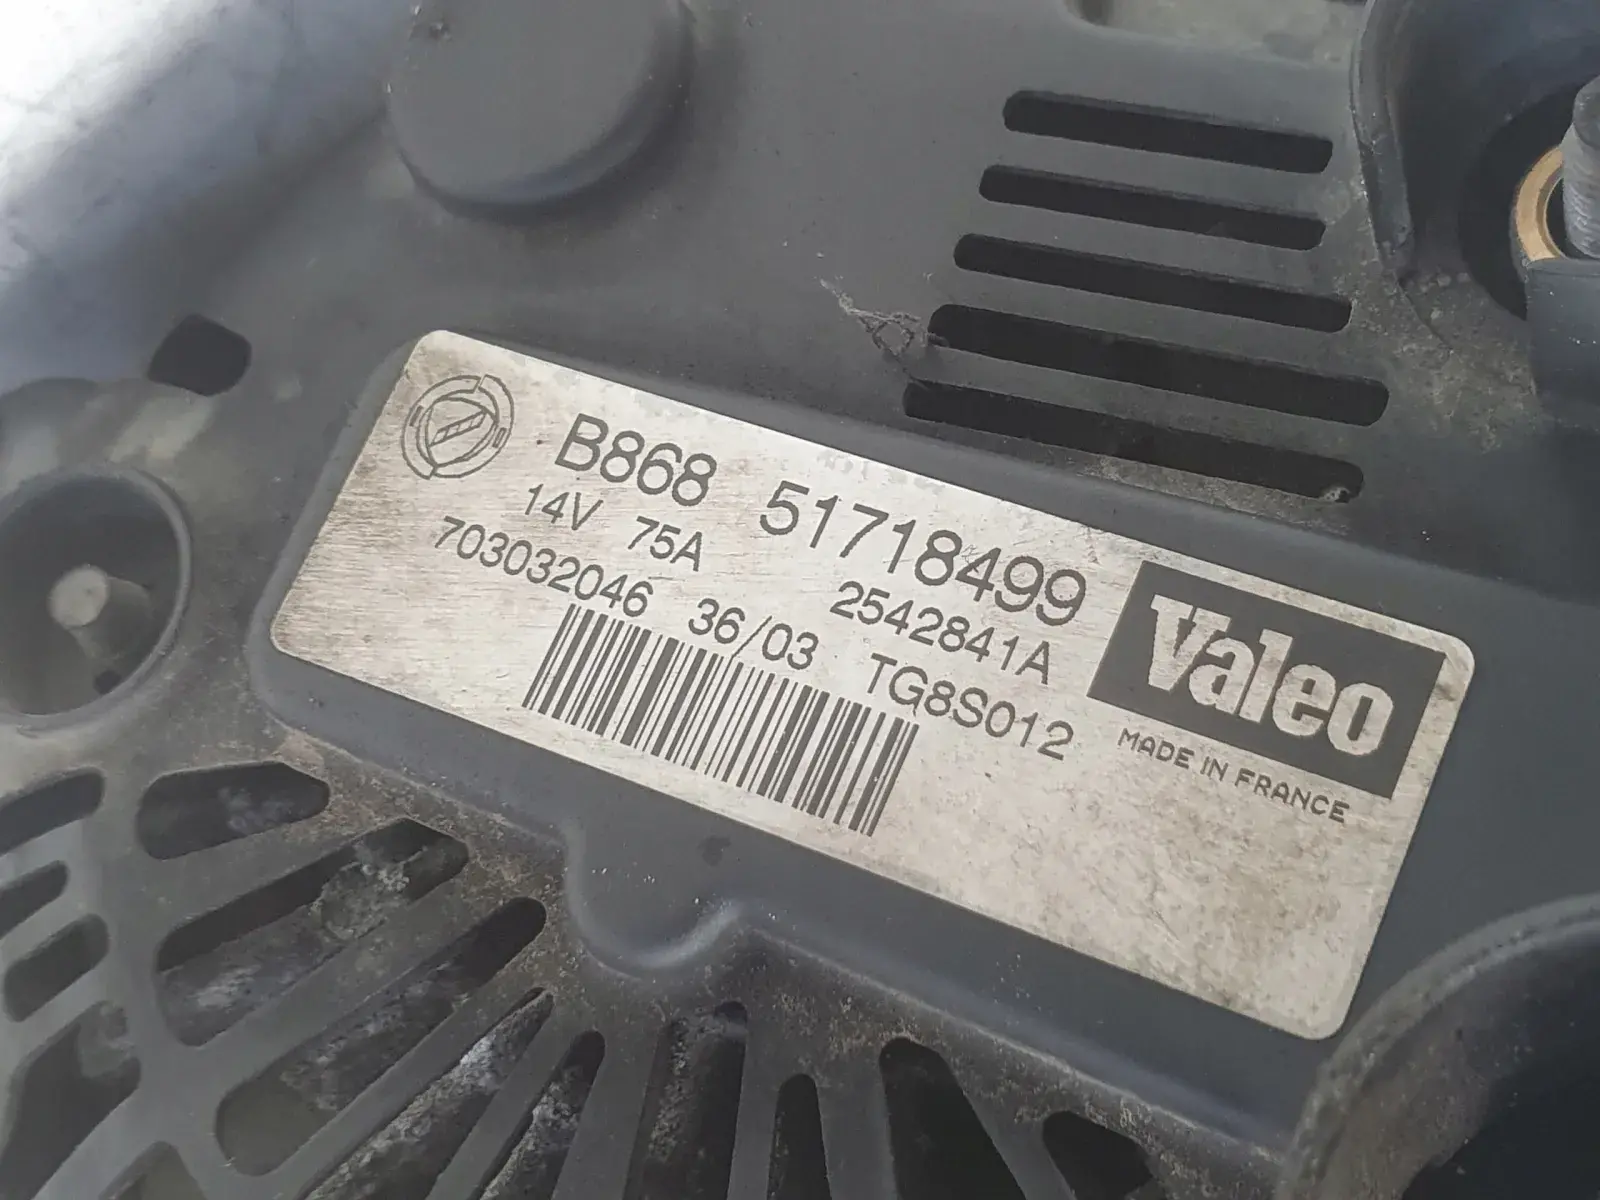 B868 51718499
14V 75A 2542841A
703032046 36/03 TG8S012
Valeo
MADE IN FRANCE